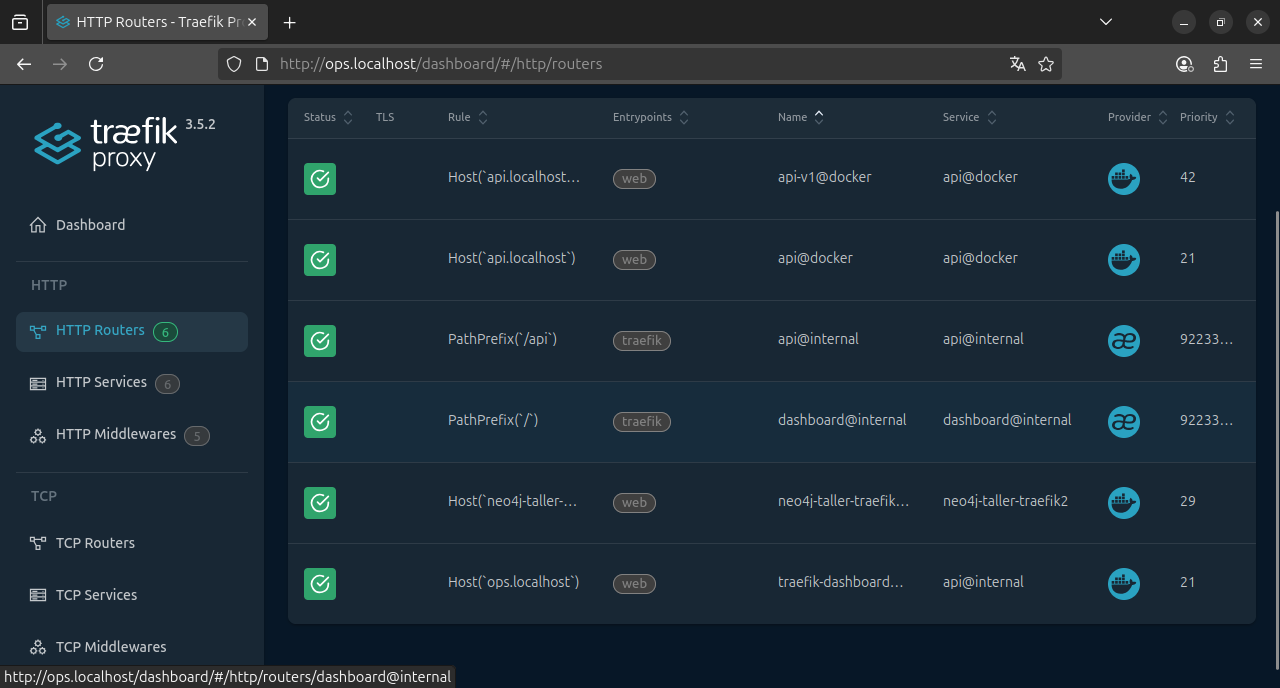 HTTP Routers - Traefik Pr
http://ops.localhost/dashboard/#/http/routers
træfik proxy 3.5.2
Dashboard
HTTP
HTTP Routers 6
HTTP Services 6
HTTP Middlewares 5
TCP
TCP Routers
TCP Services
TCP Middlewares
Status TLS Rule Entrypoints Name Service Provider Priority
Host(`api.localhost... web api-v1@docker api@docker 42
Host(`api.localhost`) web api@docker api@docker 21
PathPrefix(`/api`) traefik api@internal api@internal 92233...
PathPrefix(`/`) traefik dashboard@internal dashboard@internal 92233...
Host(`neo4j-taller-... web neo4j-taller-traefik... neo4j-taller-traefik2 29
Host(`ops.localhost`) web traefik-dashboard... api@internal 21
http://ops.localhost/dashboard/#/http/routers/dashboard@internal